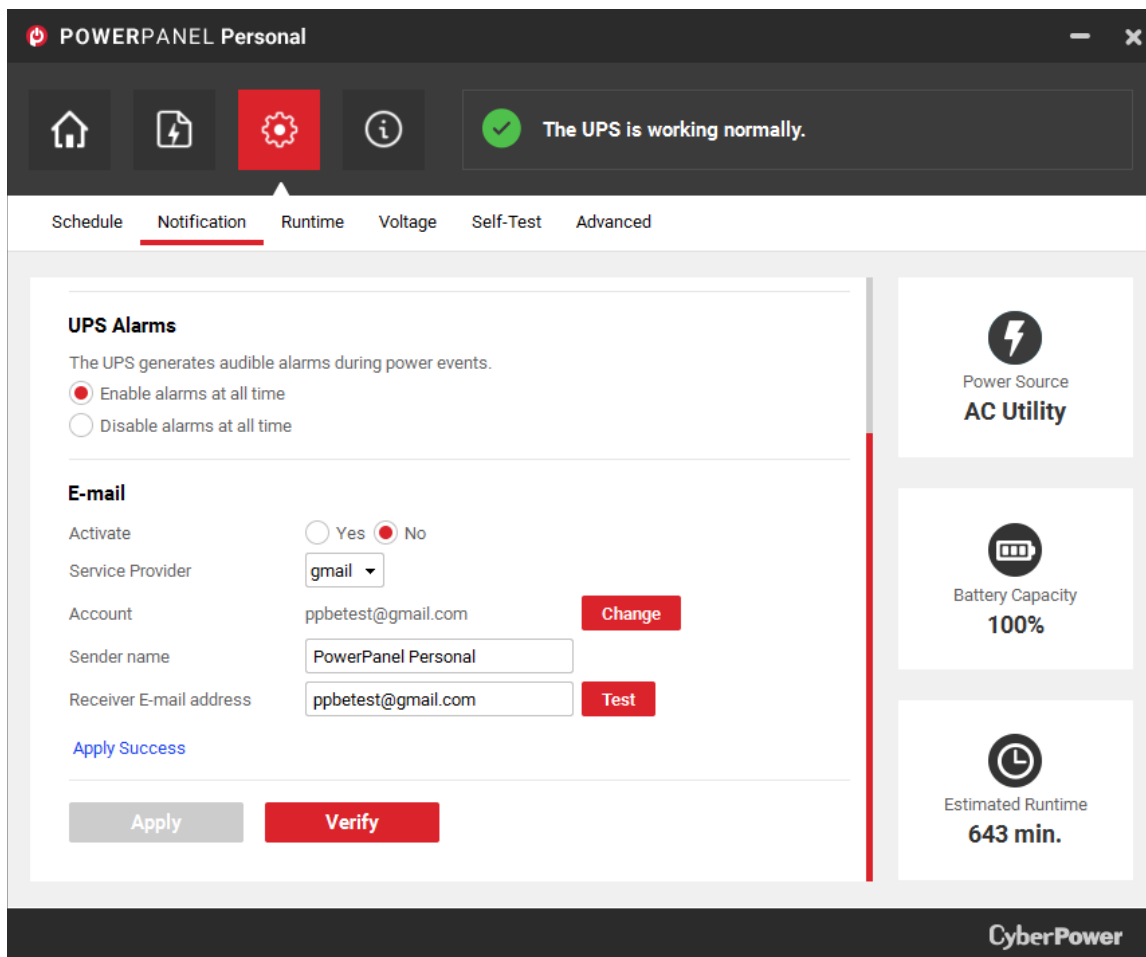 POWERPANEL Personal
The UPS is working normally.
Schedule Notification Runtime Voltage Self-Test Advanced
UPS Alarms
The UPS generates audible alarms during power events.
Enable alarms at all time
Disable alarms at all time
E-mail
Activate Yes No
Service Provider gmail
Account ppbetest@gmail.com Change
Sender name PowerPanel Personal
Receiver E-mail address ppbetest@gmail.com Test
Apply Success
Apply Verify
Power Source
AC Utility
Battery Capacity
100%
Estimated Runtime
643 min.
CyberPower